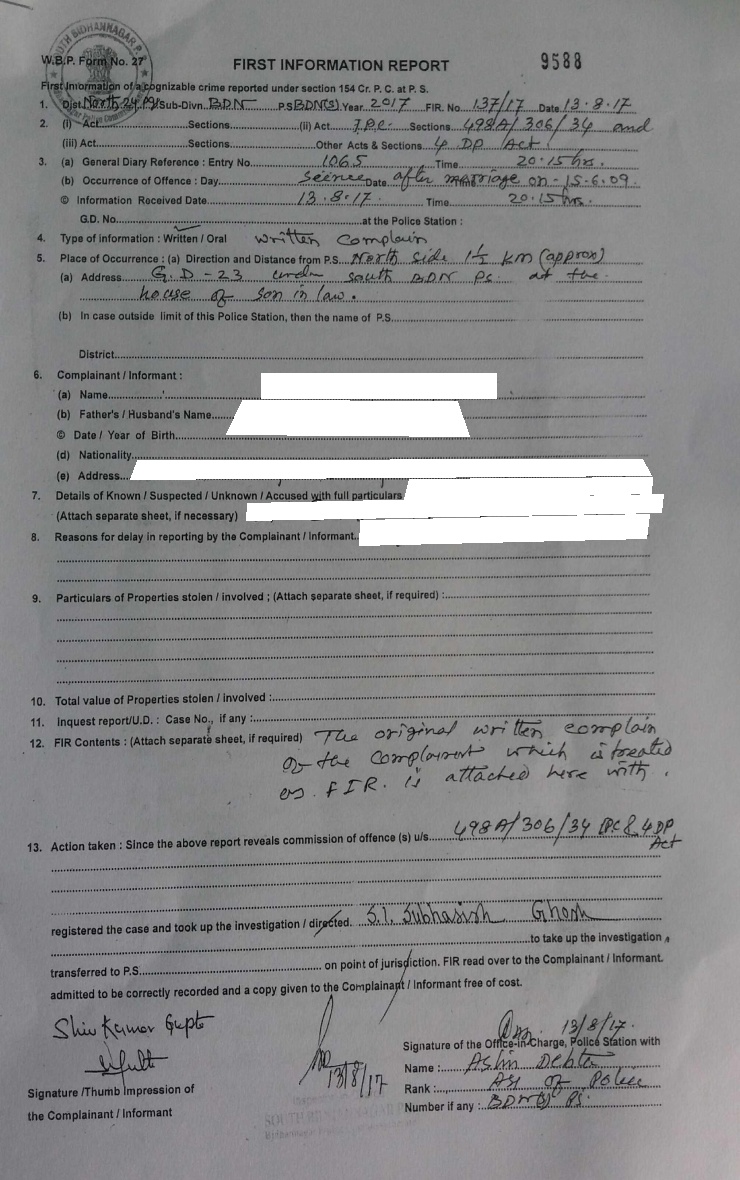 SOUTH BIDHANNAGAR P.S.
W.B.P. Form No. 27
FIRST INFORMATION REPORT 9588
First Information of a cognizable crime reported under section 154 Cr. P. C. at P. S.
1. Dist. North 24 Pgs/Sub-Divn. BDN P.S BDN(S) Year 2017 FIR. No 137/17 Date 13.8.17
2. (i) Act..........Sections..........(ii) Act I.P.C. Sections 498A/306/34 and
(iii) Act..........Sections..........Other Acts & Sections 4 DP Act
3. (a) General Diary Reference : Entry No. 1065 Time 20.15 hrs.
(b) Occurrence of Offence : Day Science Date after marriage on - 15-6-09.
© Information Received Date 13.8.17. Time 20.15 hrs.
G.D. No..........at the Police Station :
4. Type of information : Written / Oral Written Complain
5. Place of Occurrence : (a) Direction and Distance from P.S. North side 1½ km (approx)
(a) Address G.D - 23 under South BDN PS. at the
house of son in law.
(b) In case outside limit of this Police Station, then the name of P.S..........
District..........
6. Complainant / Informant :
(a) Name..........
(b) Father's / Husband's Name..........
© Date / Year of Birth..........
(d) Nationality..........
(e) Address..........
7. Details of Known / Suspected / Unknown / Accused with full particulars
(Attach separate sheet, if necessary)
8. Reasons for delay in reporting by the Complainant / Informant.
9. Particulars of Properties stolen / involved ; (Attach separate sheet, if required) :..........
10. Total value of Properties stolen / involved :..........
11. Inquest report/U.D. : Case No., if any :..........
12. FIR Contents : (Attach separate sheet, if required) The original written complain
of the complainent which is treated
as FIR. is attached here with.
13. Action taken : Since the above report reveals commission of offence (s) u/s. 498A/306/34 IPC & 4 DP
Act
registered the case and took up the investigation / directed. S.I. Subhasish Ghosh
..........to take up the investigation
transferred to P.S.......... on point of jurisdiction. FIR read over to the Complainant / Informant.
admitted to be correctly recorded and a copy given to the Complainant / Informant free of cost.
Shiv Kumar Gupta
13/8/17
13/8/17
Signature of the Office-in-Charge, Police Station with
Name : Aslim Debta
Signature /Thumb Impression of
Rank : ASI of Police
the Complainant / Informant
Number if any : BDN(S) PS.